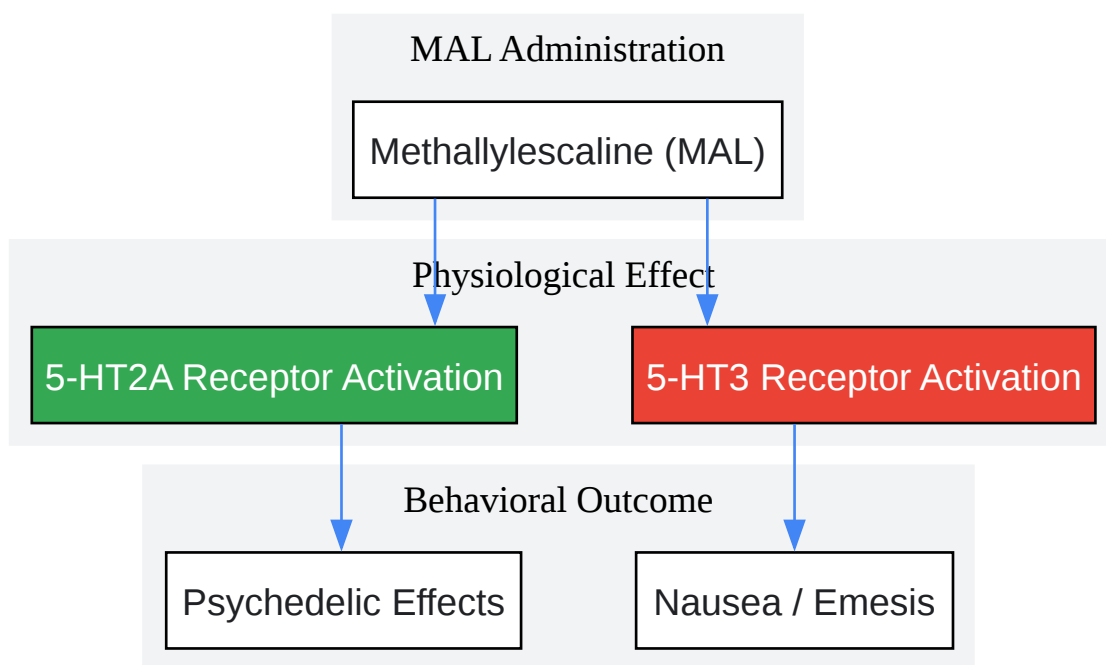 MAL Administration
Methallylescaline (MAL)
Physiological Effect
5-HT2A Receptor Activation
5-HT3 Receptor Activation
Behavioral Outcome
Psychedelic Effects
Nausea / Emesis